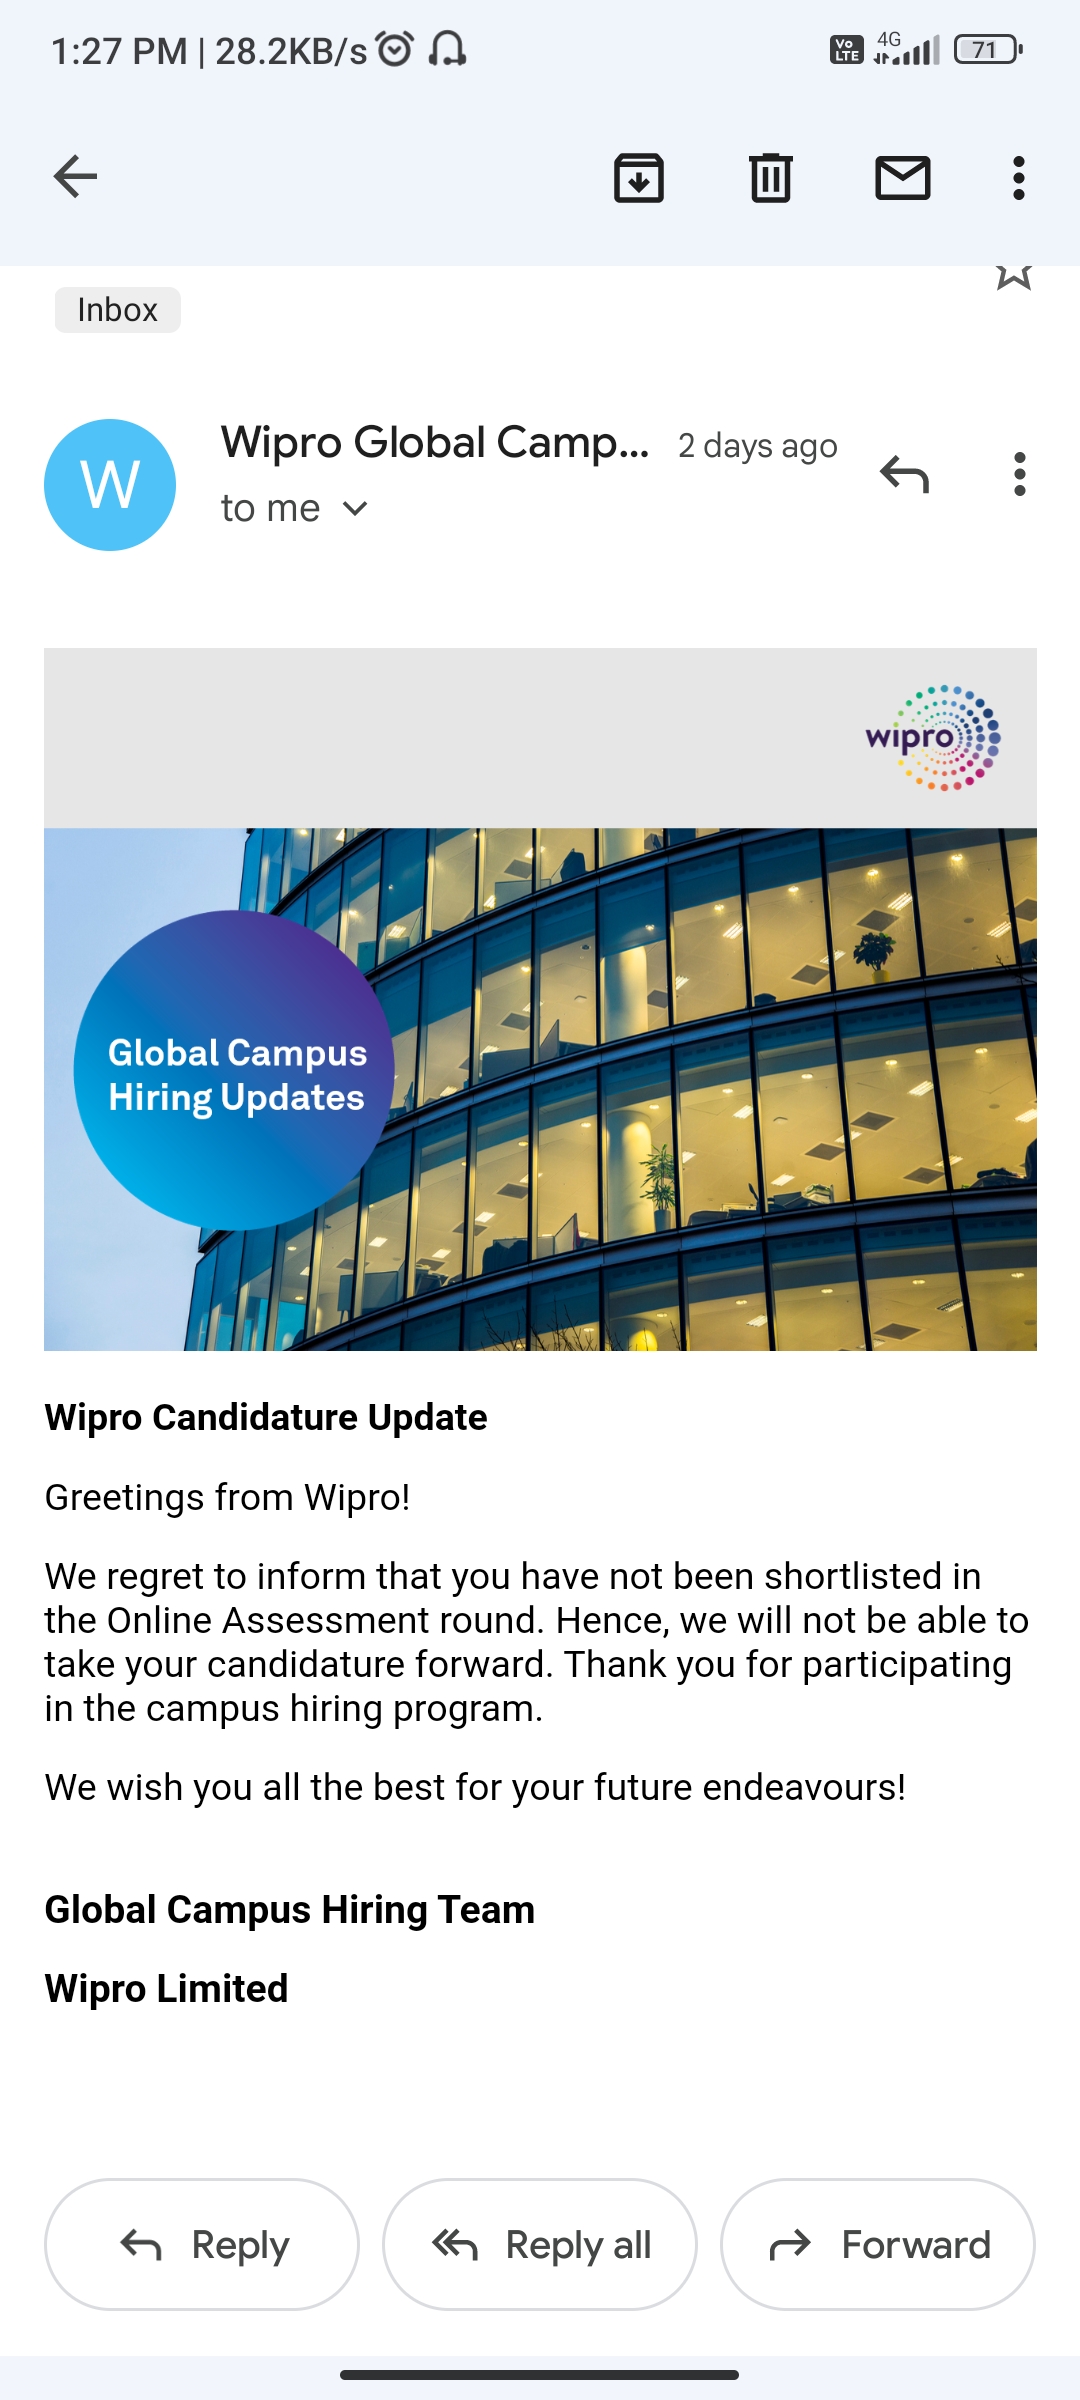 1:27 PM | 28.2KB/s
Vo LTE 4G 71
Inbox
W
Wipro Global Camp... 2 days ago
to me
wipro
Global Campus
Hiring Updates
Wipro Candidature Update
Greetings from Wipro!
We regret to inform that you have not been shortlisted in
the Online Assessment round. Hence, we will not be able to
take your candidature forward. Thank you for participating
in the campus hiring program.
We wish you all the best for your future endeavours!
Global Campus Hiring Team
Wipro Limited
Reply Reply all Forward